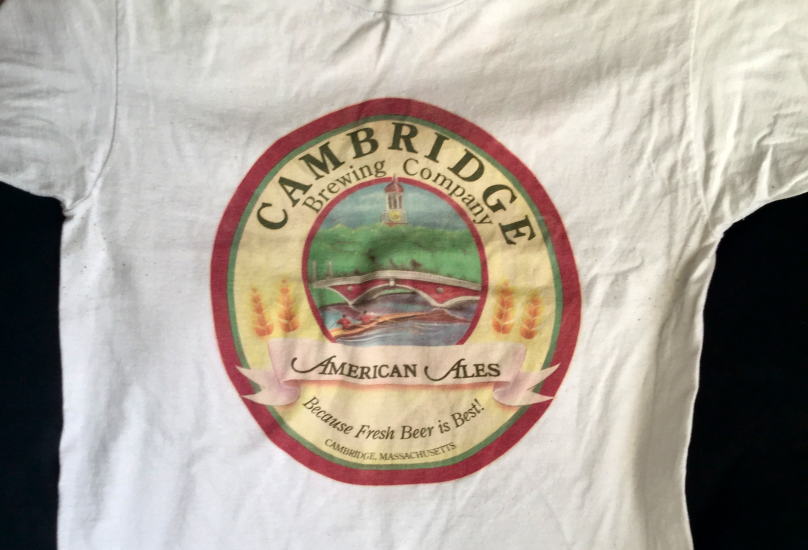 CAMBRIDGE
Brewing Company
AMERICAN ALES
Because Fresh Beer is Best!
CAMBRIDGE, MASSACHUSETTS